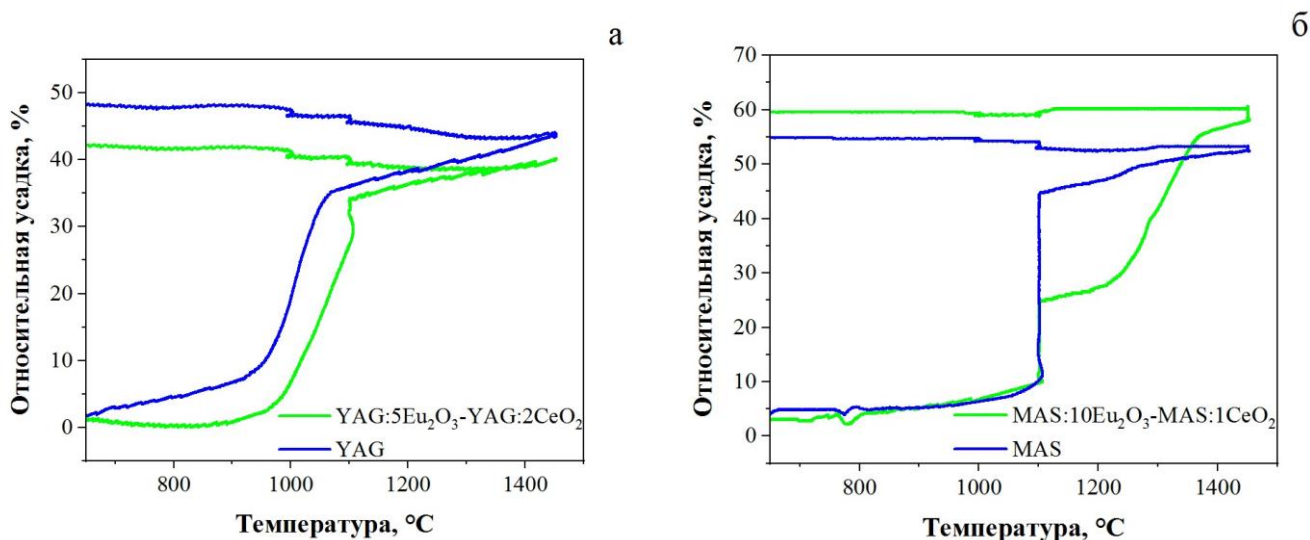 а
Относительная усадка, %
50
40
30
20
10
0
YAG:5Eu₂O₃-YAG:2CeO₂
YAG
800
1000
1200
1400
Температура, °C
б
Относительная усадка, %
70
60
50
40
30
20
10
0
MAS:10Eu₂O₃-MAS:1CeO₂
MAS
800
1000
1200
1400
Температура, °C